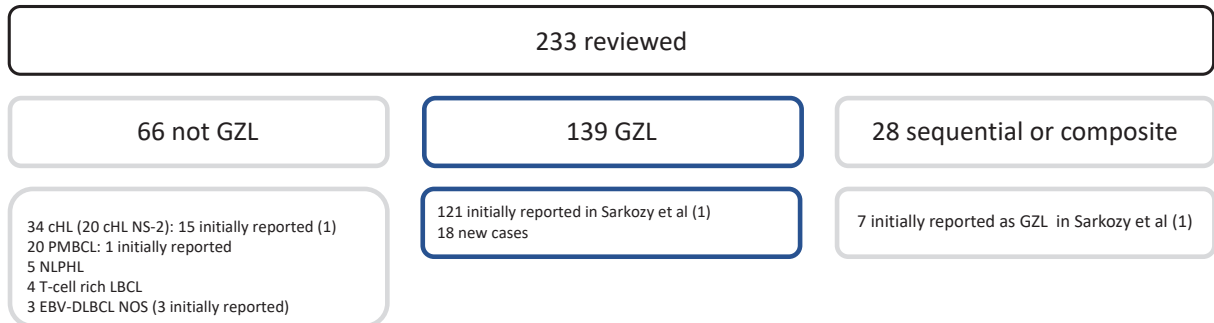 233 reviewed
66 not GZL
139 GZL
28 sequential or composite
34 cHL (20 cHL NS-2): 15 initially reported (1)
20 PMBCL: 1 initially reported
5 NLPHL
4 T-cell rich LBCL
3 EBV-DLBCL NOS (3 initially reported)
121 initially reported in Sarkozy et al (1)
18 new cases
7 initially reported as GZL  in Sarkozy et al (1)